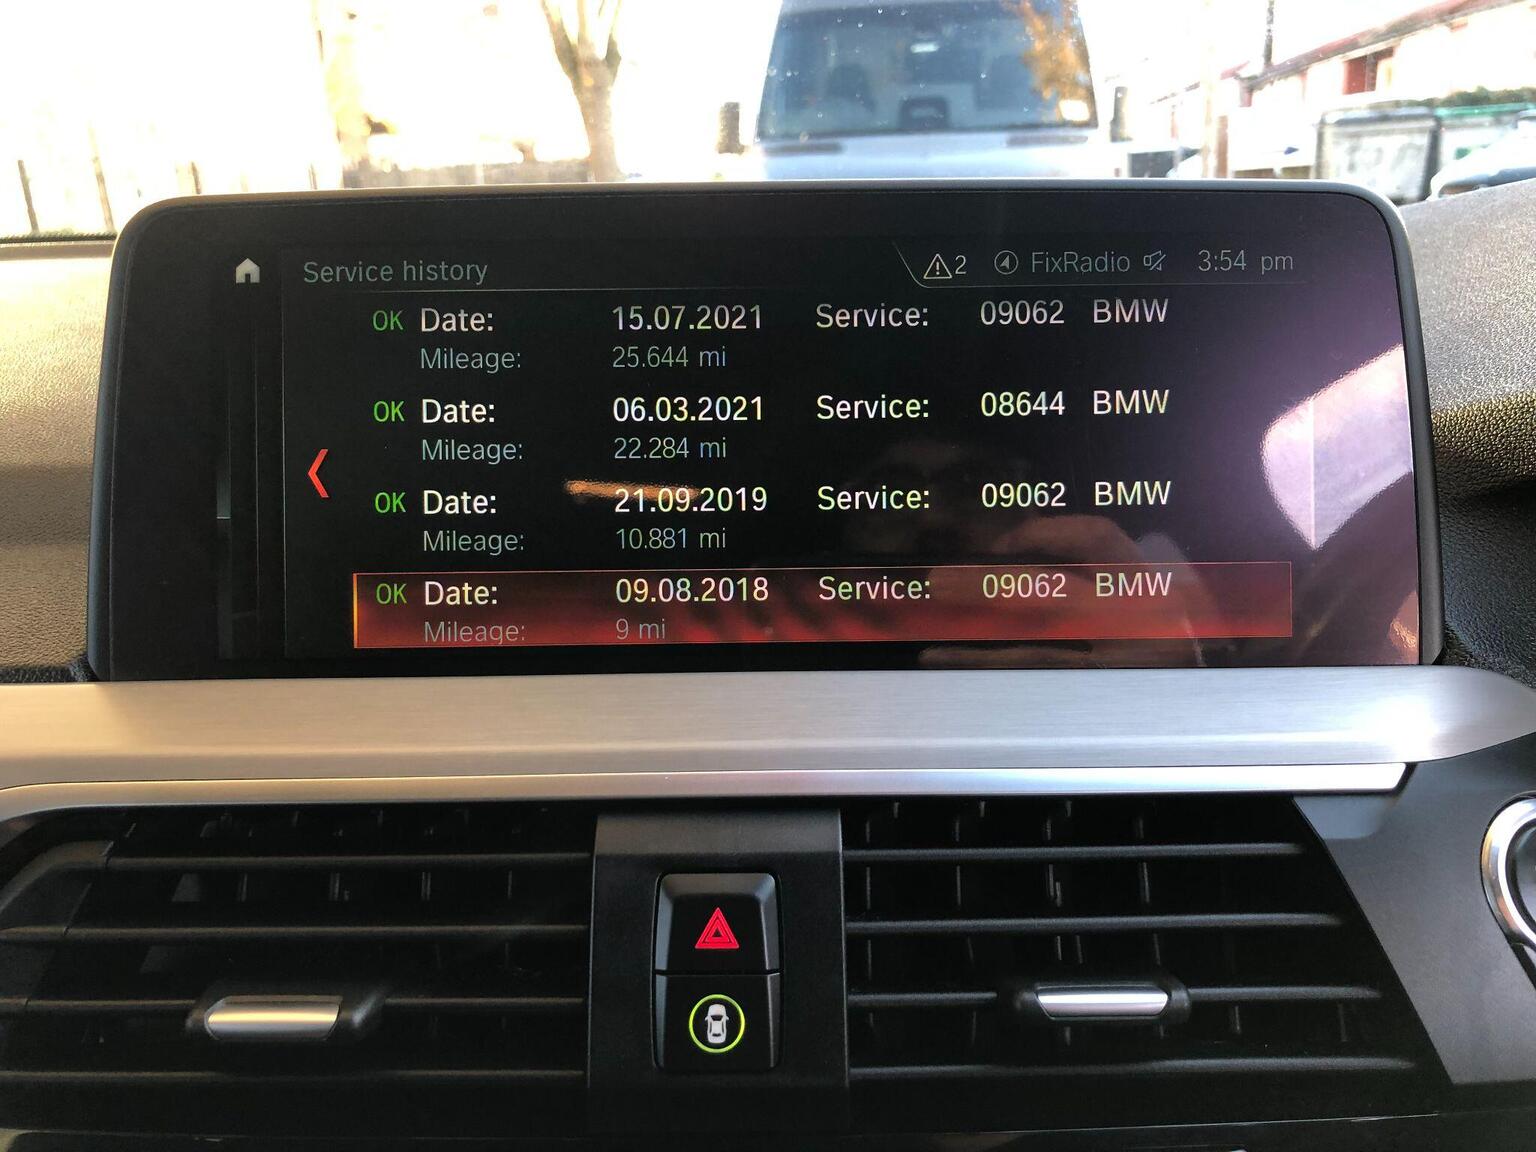 Service history 2 FixRadio 3:54 pm
OK Date: 15.07.2021 Service: 09062 BMW
Mileage: 25.644 mi
OK Date: 06.03.2021 Service: 08644 BMW
Mileage: 22.284 mi
OK Date: 21.09.2019 Service: 09062 BMW
Mileage: 10.881 mi
OK Date: 09.08.2018 Service: 09062 BMW
Mileage: 9 mi